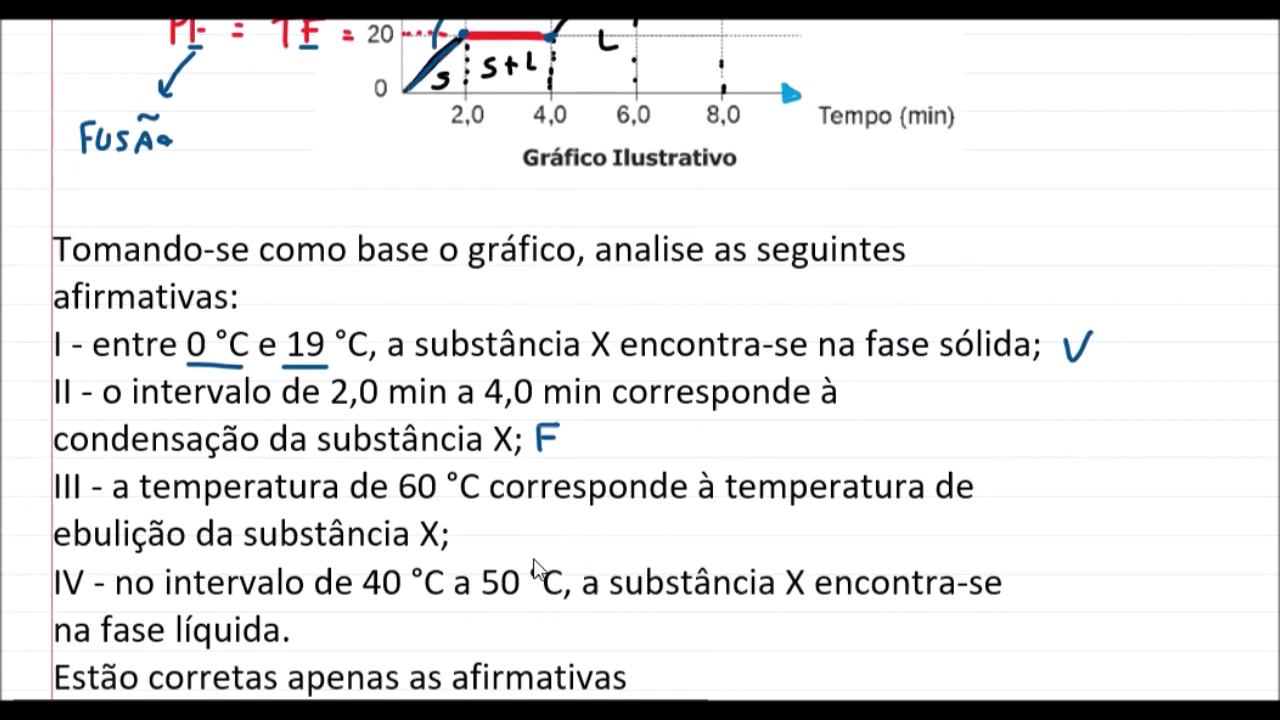 PF = TF = 20
S S+L L
0
2,0 4,0 6,0 8,0 Tempo (min)
FUSÃO
Gráfico Ilustrativo
Tomando-se como base o gráfico, analise as seguintes
afirmativas:
I - entre 0 °C e 19 °C, a substância X encontra-se na fase sólida; V
II - o intervalo de 2,0 min a 4,0 min corresponde à
condensação da substância X; F
III - a temperatura de 60 °C corresponde à temperatura de
ebulição da substância X;
IV - no intervalo de 40 °C a 50 °C, a substância X encontra-se
na fase líquida.
Estão corretas apenas as afirmativas